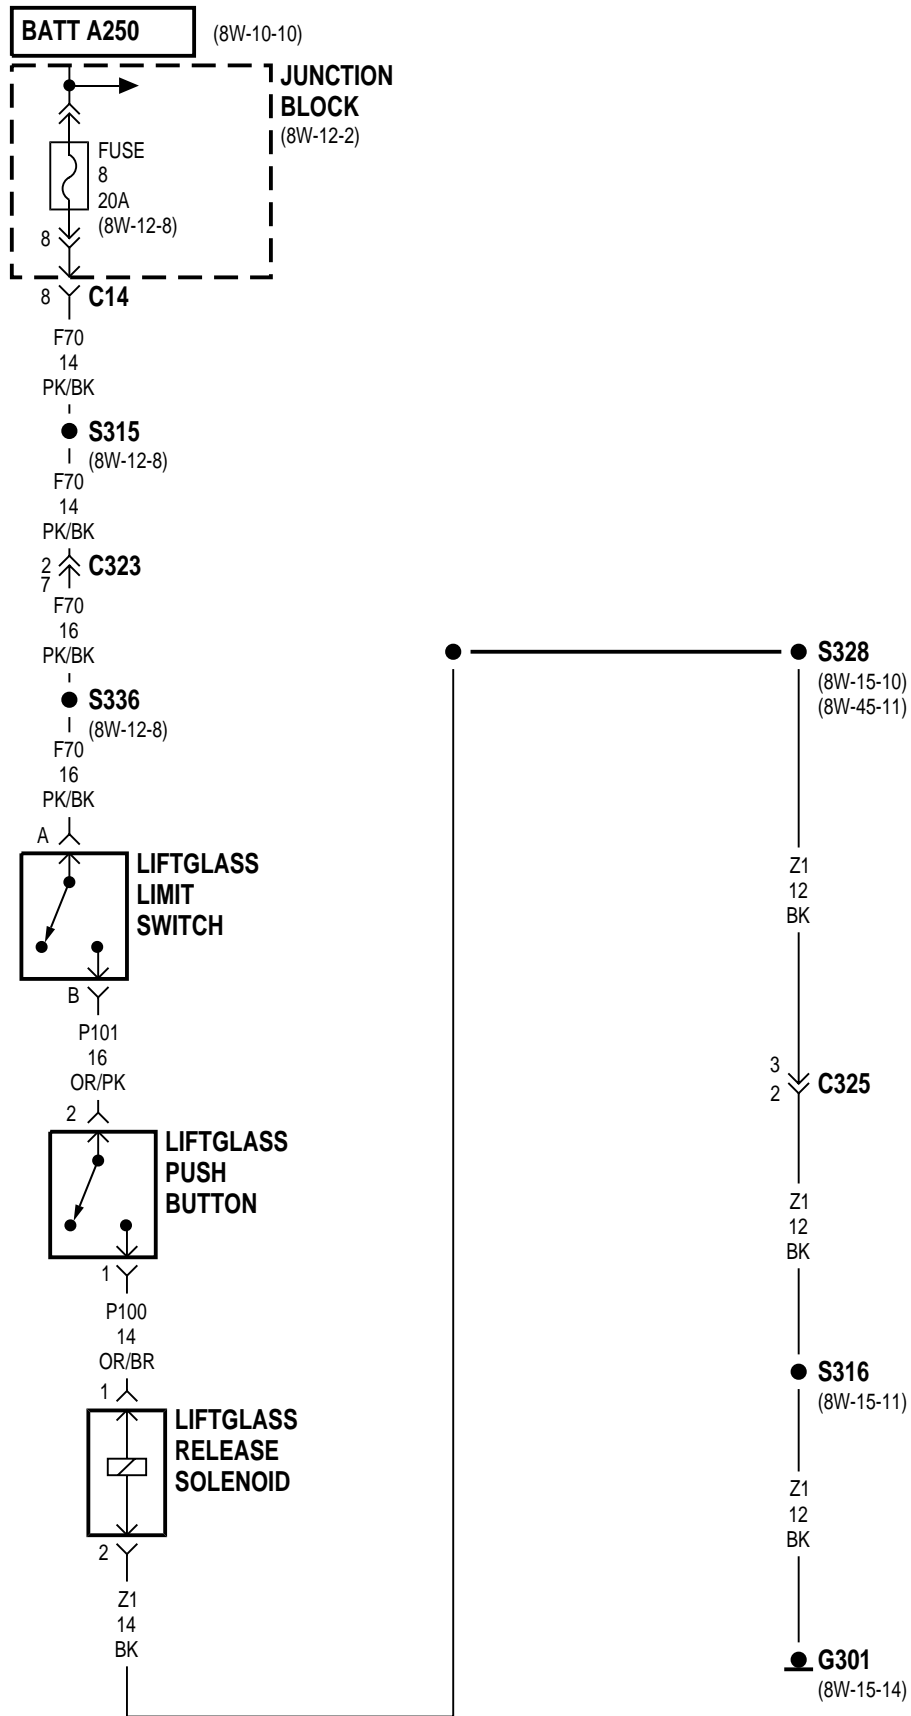 BATT A250 (8W-10-10)
JUNCTION
BLOCK
(8W-12-2)
FUSE
8
20A
(8W-12-8)
8
8 C14
F70
14
PK/BK
S315
(8W-12-8)
F70
14
PK/BK
2 C323
7
F70
16
PK/BK
S336
(8W-12-8)
F70
16
PK/BK
A
LIFTGLASS
LIMIT
SWITCH
B
P101
16
OR/PK
2
LIFTGLASS
PUSH
BUTTON
1
P100
14
OR/BR
1
LIFTGLASS
RELEASE
SOLENOID
2
Z1
14
BK
S328
(8W-15-10)
(8W-45-11)
Z1
12
BK
3
2 C325
Z1
12
BK
S316
(8W-15-11)
Z1
12
BK
G301
(8W-15-14)